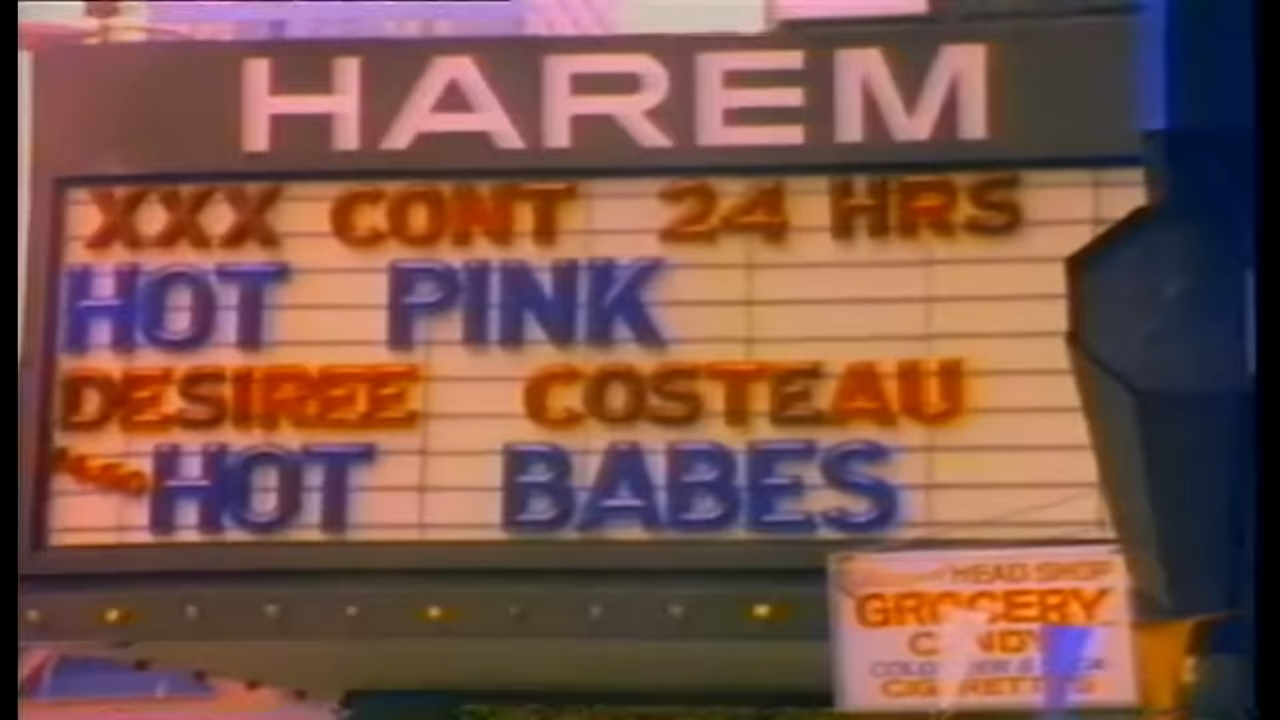 HAREM
XXX CONT 24 HRS
HOT PINK
DESIREE COSTEAU
HOT BABES
HEAD SHOP
GROCERY
CANDY
CIGARETTES